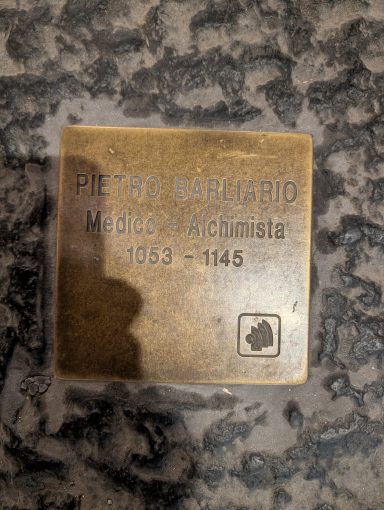 PIETRO BARLIARIO
Medico - Alchimista
1053 - 1145